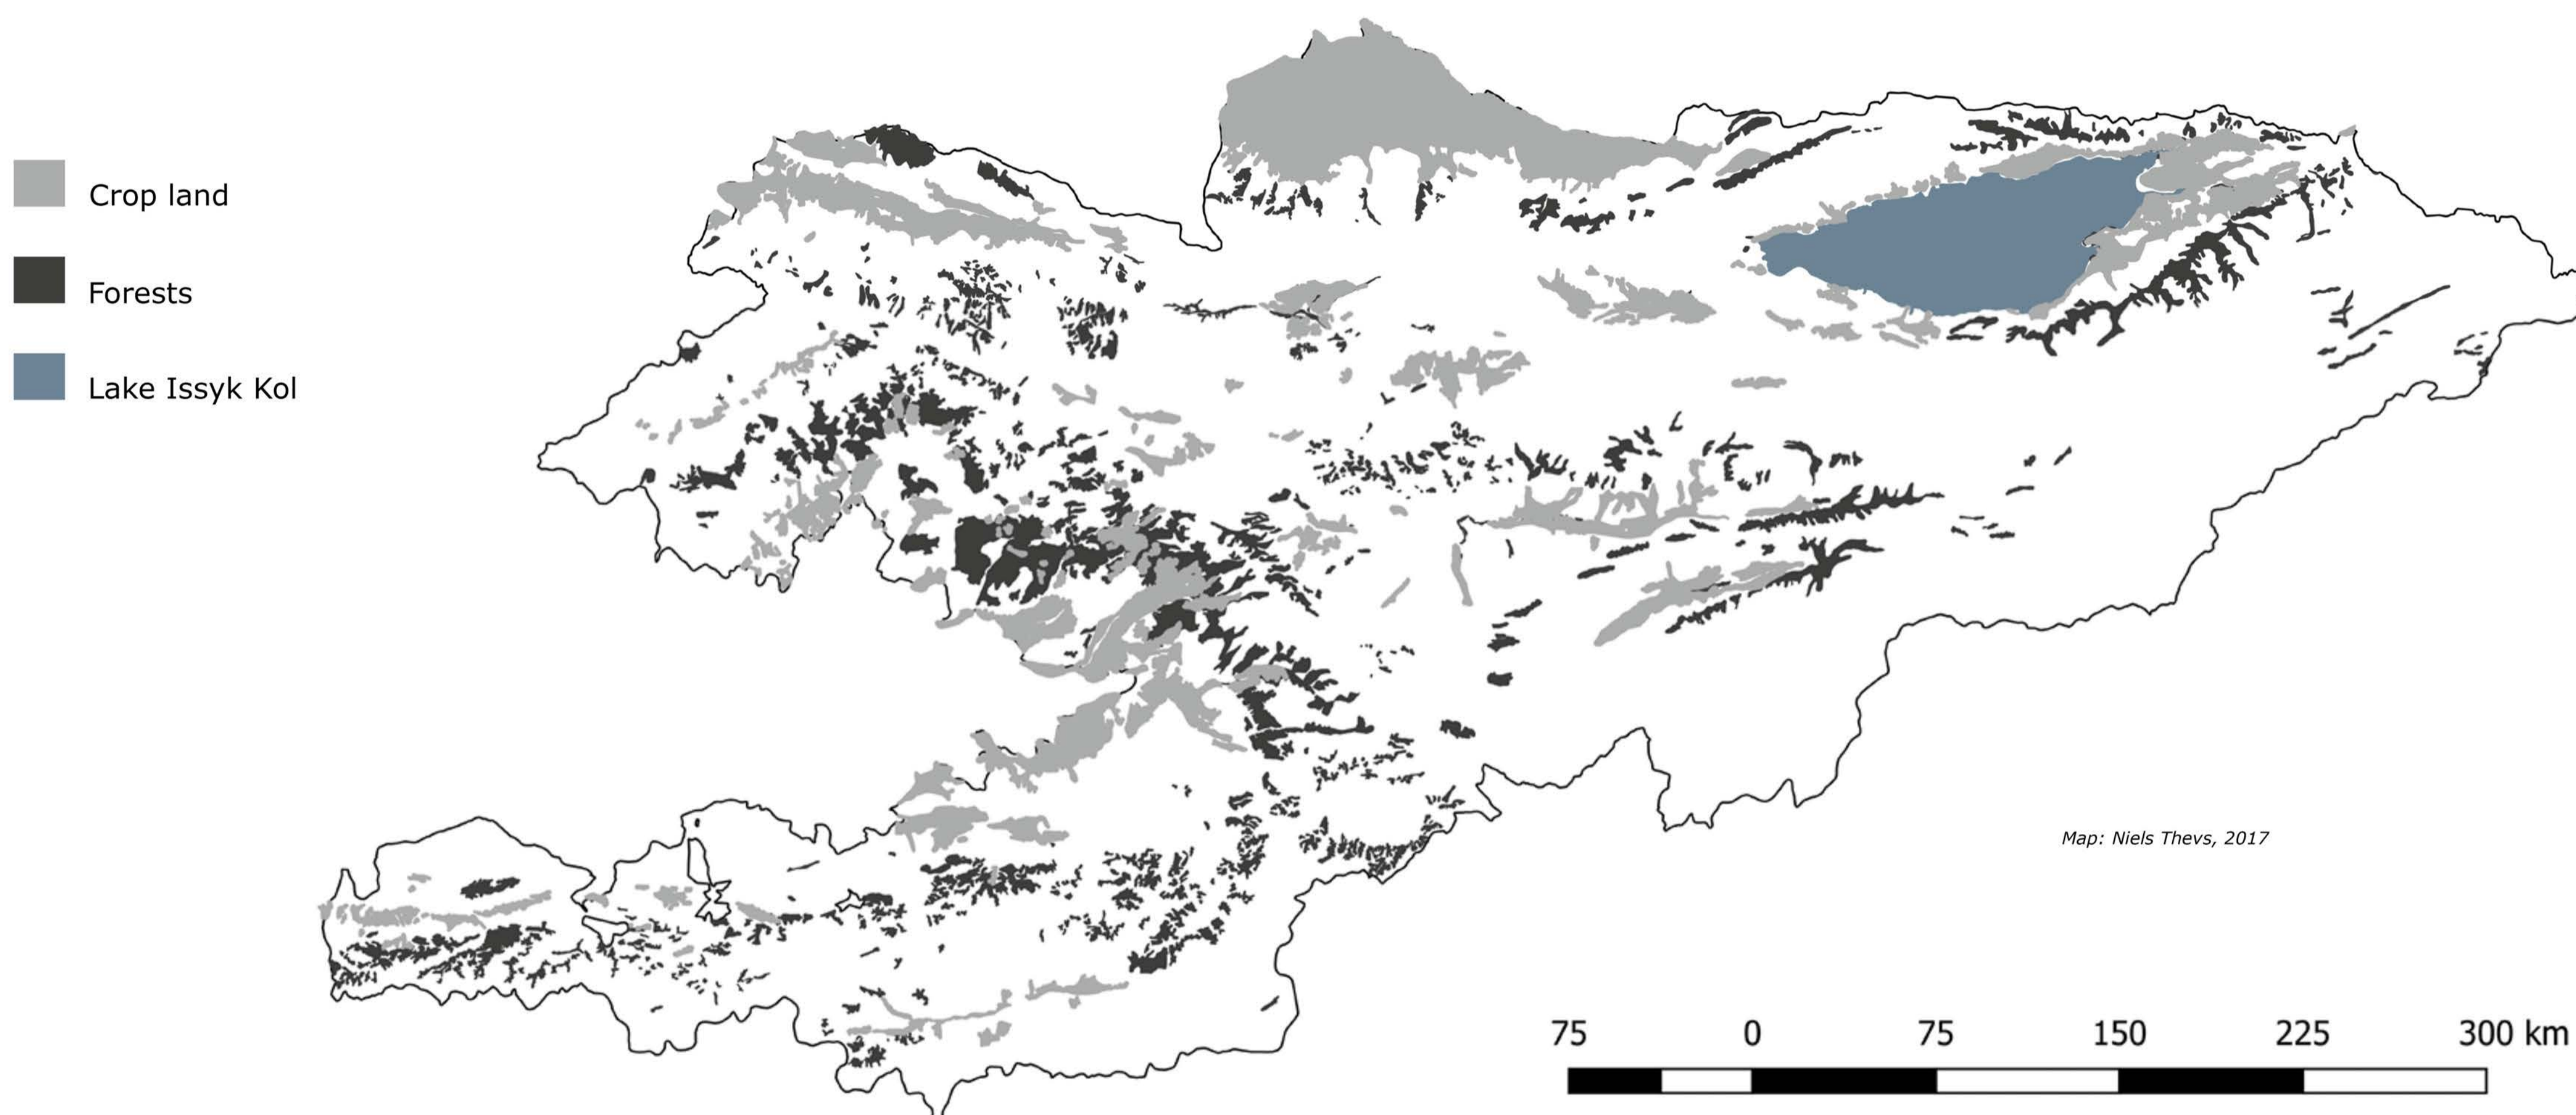 Crop land
Forests
Lake Issyk Kol
Map: Niels Thevs, 2017
75 0 75 150 225 300 km